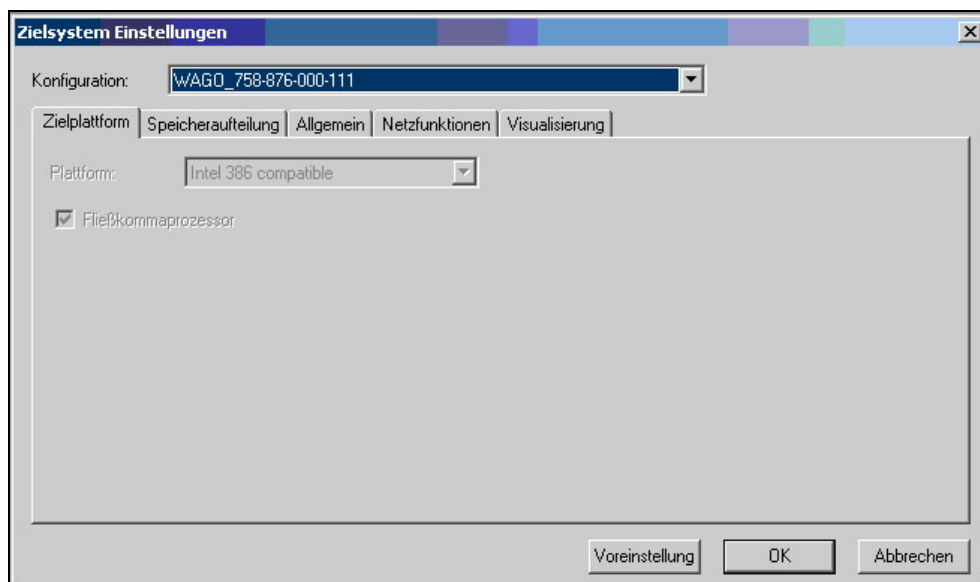 Zielsystem Einstellungen
Konfiguration: WAGO_758-876-000-111
Zielplattform Speicheraufteilung Allgemein Netzfunktionen Visualisierung
Plattform: Intel 386 compatible
Fließkommaprozessor
Voreinstellung OK Abbrechen